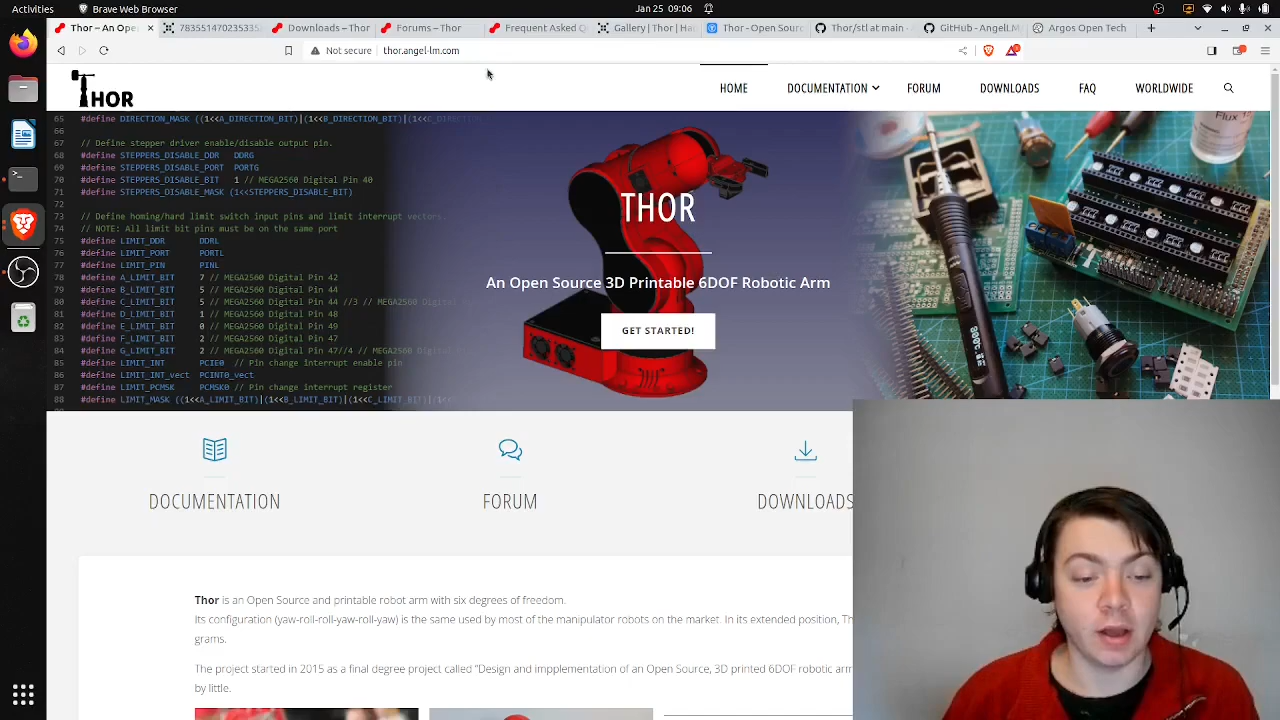 Activities
Brave Web Browser
Jan 25 09:06
Thor – An Ope
7835514703253535
Downloads – Thor
Forums – Thor
Frequent Asked Q
Gallery | Thor | Had
Thor - Open Sour
Thor/stl at main
GitHub - AngelLM
Argos Open Tech
Not secure
thor.angel-lm.com
THOR
HOME
DOCUMENTATION
FORUM
DOWNLOADS
FAQ
WORLDWIDE
65 #define DIRECTION_MASK ((1<<A_DIRECTION_BIT)|(1<<B_DIRECTION_BIT)|(1<<C_DIRECTION_BIT)
66
67 // Define stepper driver enable/disable output pin.
68 #define STEPPERS_DISABLE_DDR DDRG
69 #define STEPPERS_DISABLE_PORT PORTG
70 #define STEPPERS_DISABLE_BIT 1 // MEGA2560 Digital Pin 40
71 #define STEPPERS_DISABLE_MASK (1<<STEPPERS_DISABLE_BIT)
72
73 // Define homing/hard limit switch input pins and limit interrupt vectors.
74 // NOTE: All limit bit pins must be on the same port
75 #define LIMIT_DDR DDRL
76 #define LIMIT_PORT PORTL
77 #define LIMIT_PIN PINL
78 #define A_LIMIT_BIT 7 // MEGA2560 Digital Pin 42
79 #define B_LIMIT_BIT 5 // MEGA2560 Digital Pin 44
80 #define C_LIMIT_BIT 5 // MEGA2560 Digital Pin 44 //3 // MEGA2560 Digital
81 #define D_LIMIT_BIT 1 // MEGA2560 Digital Pin 48
82 #define E_LIMIT_BIT 0 // MEGA2560 Digital Pin 49
83 #define F_LIMIT_BIT 2 // MEGA2560 Digital Pin 47
84 #define G_LIMIT_BIT 2 // MEGA2560 Digital Pin 47//4 // MEGA2560 Digital
85 #define LIMIT_INT PCIE0 // Pin change interrupt enable pin
86 #define LIMIT_INT_vect PCINT0_vect
87 #define LIMIT_PCMSK PCMSK0 // Pin change interrupt register
88 #define LIMIT_MASK ((1<<A_LIMIT_BIT)|(1<<B_LIMIT_BIT)|(1<<C_LIMIT_BIT)|(1<<
THOR
An Open Source 3D Printable 6DOF Robotic Arm
GET STARTED!
Flux
DOCUMENTATION
FORUM
DOWNLOADS
Thor is an Open Source and printable robot arm with six degrees of freedom.
Its configuration (yaw-roll-roll-yaw-roll-yaw) is the same used by most of the manipulator robots on the market. In its extended position, Th
grams.
The project started in 2015 as a final degree project called "Design and impplementation of an Open Source, 3D printed 6DOF robotic arm
by little.